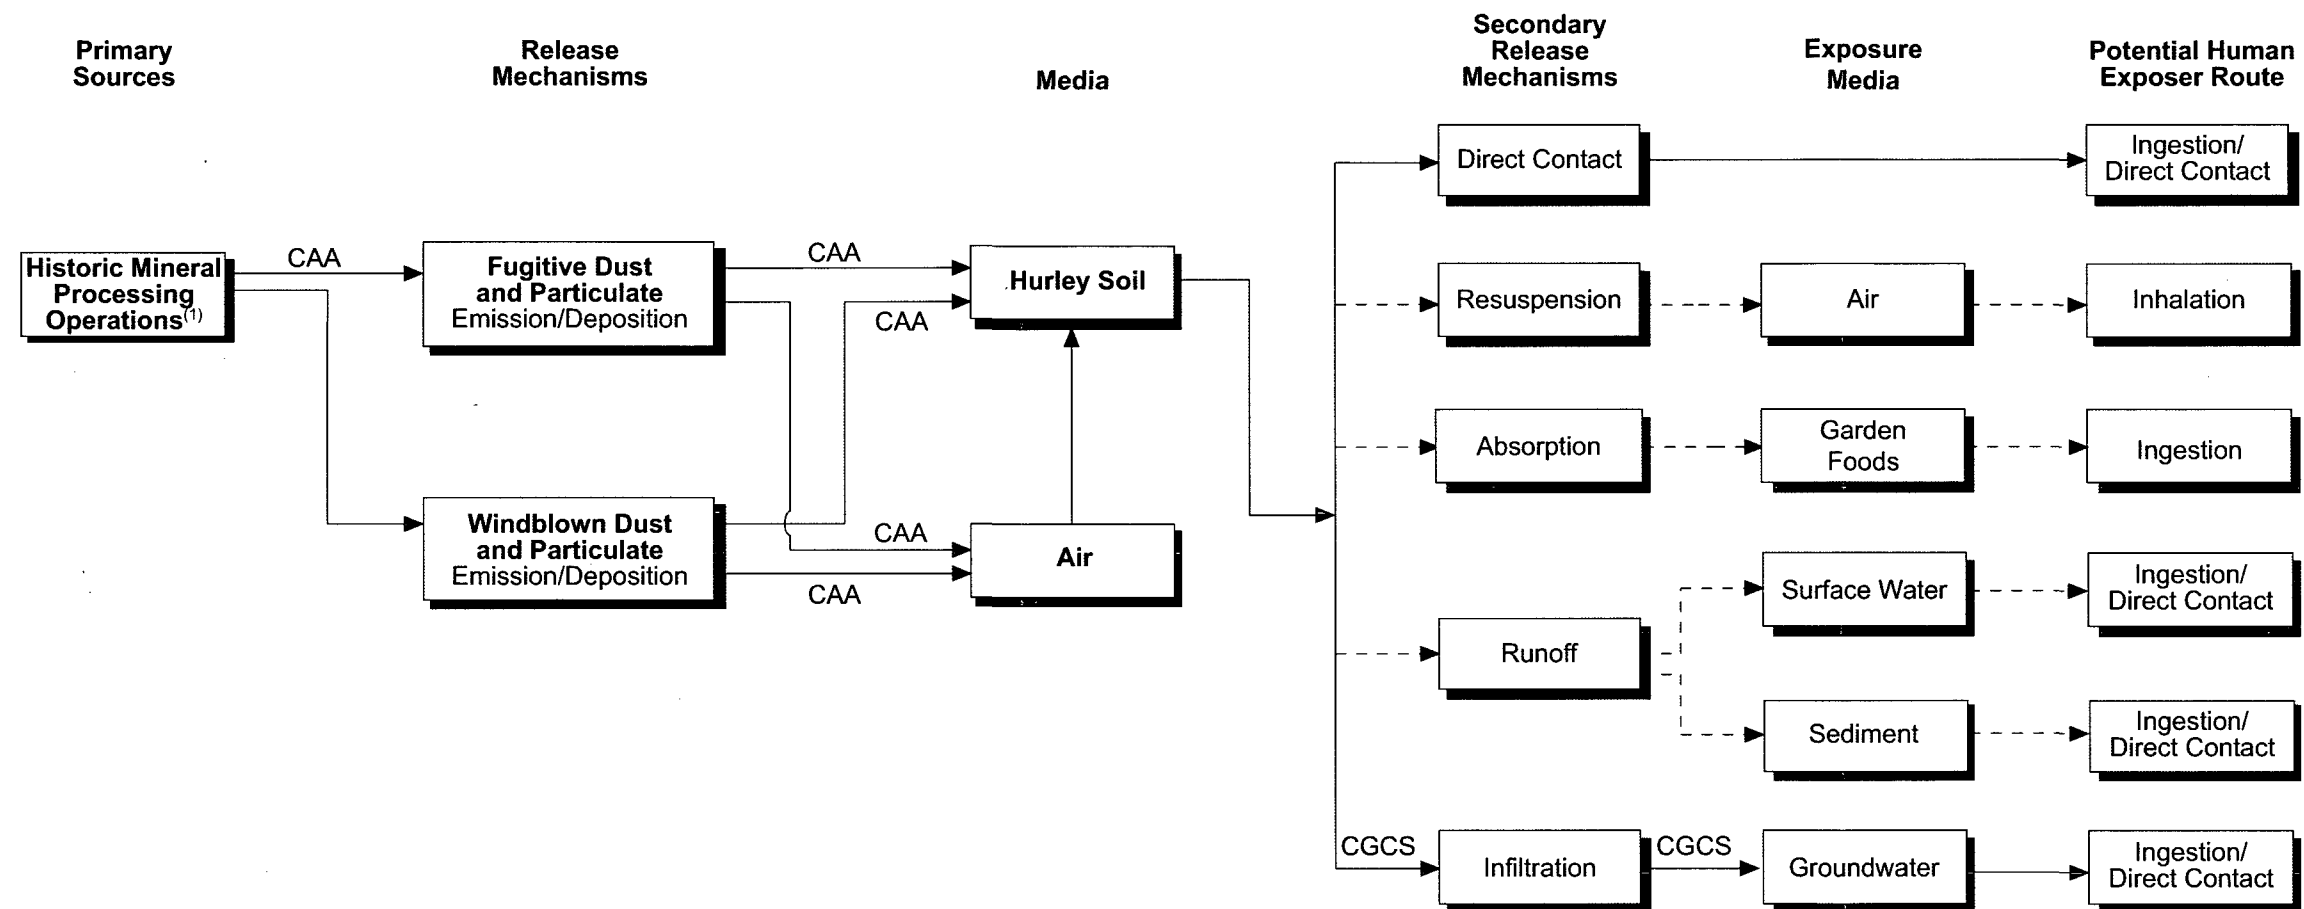 Primary
Sources
Release
Mechanisms
Media
Secondary
Release
Mechanisms
Exposure
Media
Potential Human
Exposer Route
Historic Mineral
Processing
Operations(1)
CAA
Fugitive Dust
and Particulate
Emission/Deposition
Windblown Dust
and Particulate
Emission/Deposition
CAA
CAA
CAA
CAA
Hurley Soil
Air
Direct Contact
Ingestion/
Direct Contact
Resuspension
Air
Inhalation
Absorption
Garden
Foods
Ingestion
Runoff
Surface Water
Ingestion/
Direct Contact
Sediment
Ingestion/
Direct Contact
CGCS
Infiltration
CGCS
Groundwater
Ingestion/
Direct Contact